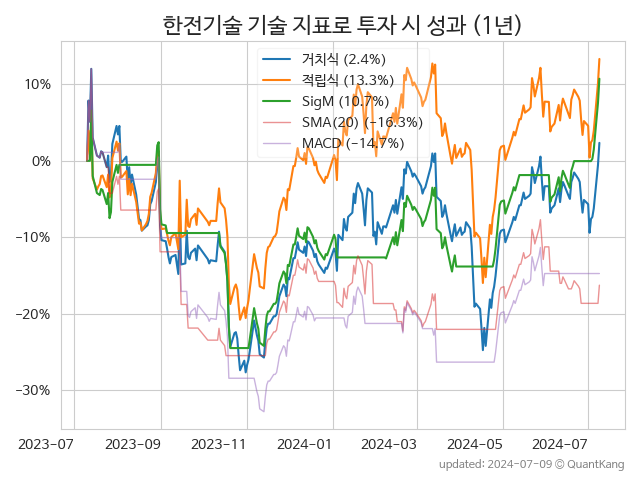 한전기술 기술 지표로 투자 시 성과 (1년)
거치식 (2.4%)
적립식 (13.3%)
SigM (10.7%)
SMA(20) (−16.3%)
MACD (−14.7%)
10%
0%
−10%
−20%
−30%
2023-07 2023-09 2023-11 2024-01 2024-03 2024-05 2024-07
updated: 2024-07-09 © QuantKang